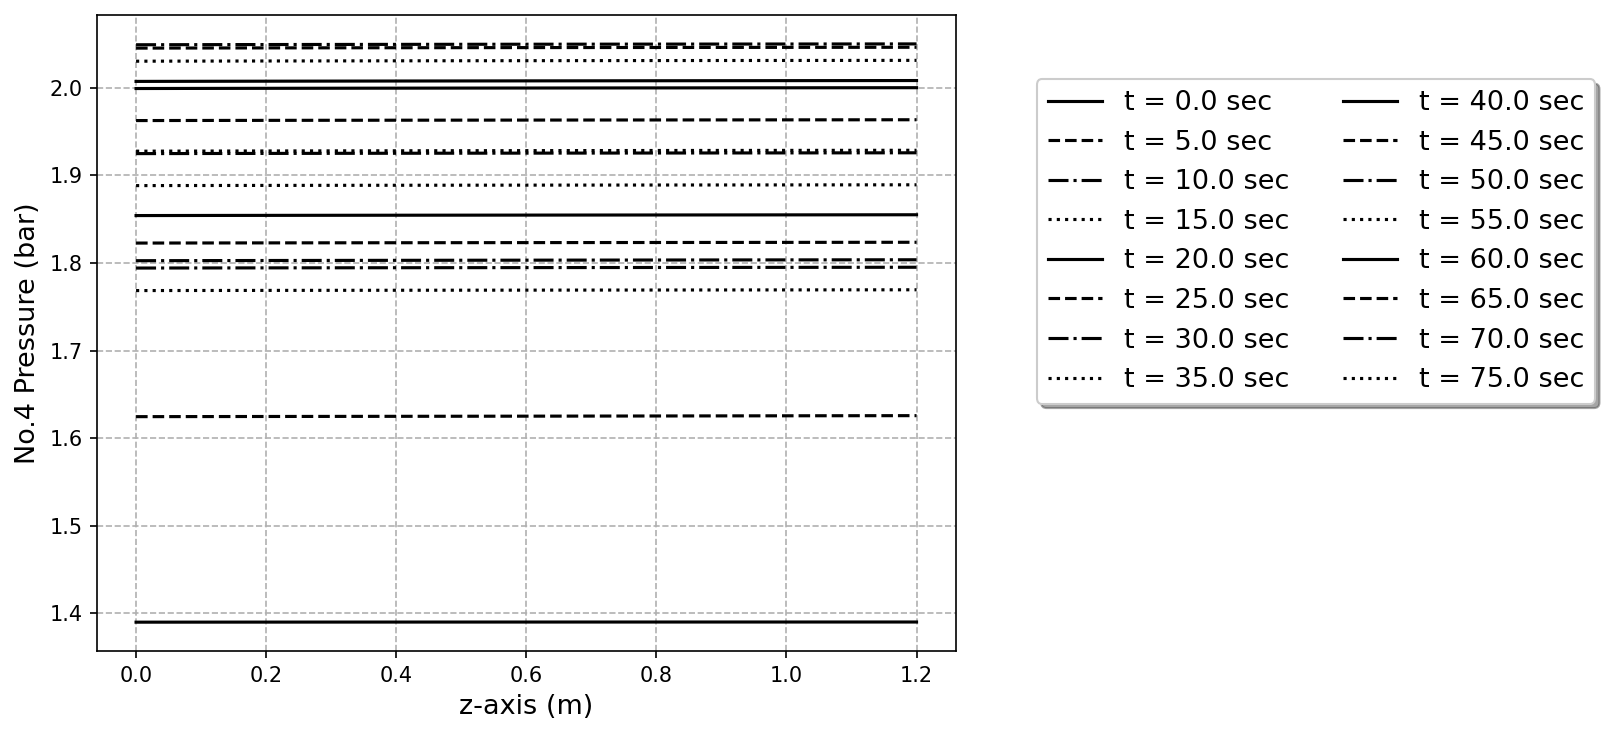 No.4 Pressure (bar)
2.0
1.9
1.8
1.7
1.6
1.5
1.4
0.0 0.2 0.4 0.6 0.8 1.0 1.2
z-axis (m)
t = 0.0 sec
t = 5.0 sec
t = 10.0 sec
t = 15.0 sec
t = 20.0 sec
t = 25.0 sec
t = 30.0 sec
t = 35.0 sec
t = 40.0 sec
t = 45.0 sec
t = 50.0 sec
t = 55.0 sec
t = 60.0 sec
t = 65.0 sec
t = 70.0 sec
t = 75.0 sec